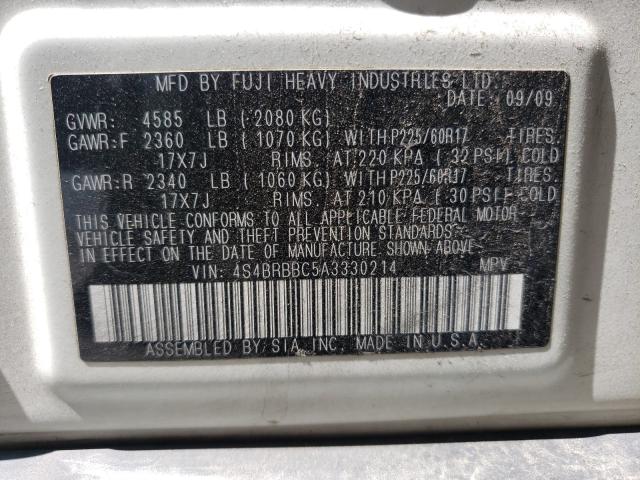 MFD BY FUJI HEAVY INDUSTRIES LTD.
DATE: 09/09
GVWR: 4585 LB ( 2080 KG)
GAWR:F 2360 LB ( 1070 KG) WITH P225/60R17 TIRES.
17X7J RIMS. AT 220 KPA ( 32 PSI) COLD
GAWR:R 2340 LB ( 1060 KG) WITH P225/60R17 TIRES.
17X7J RIMS. AT 210 KPA ( 30 PSI) COLD
THIS VEHICLE CONFORMS TO ALL APPLICABLE FEDERAL MOTOR
VEHICLE SAFETY AND THEFT PREVENTION STANDARDS
IN EFFECT ON THE DATE OF MANUFACTURE SHOWN ABOVE.
VIN: 4S4BRBBC5A3330214 MPV
ASSEMBLED BY SIA, INC. MADE IN U.S.A.